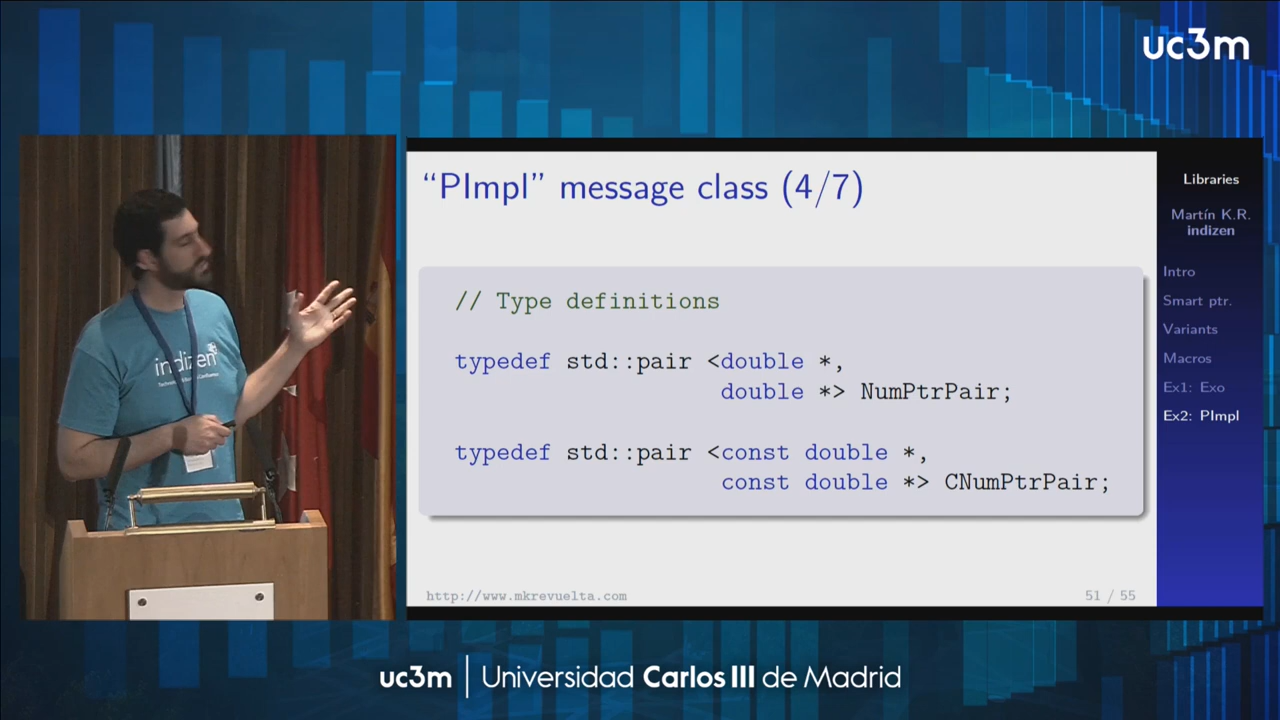 uc3m
"PImpl" message class (4/7)
// Type definitions
typedef std::pair <double *,
double *> NumPtrPair;
typedef std::pair <const double *,
const double *> CNumPtrPair;
http://www.mkrevuelta.com
51 / 55
Libraries
Martín K.R.
indizen
Intro
Smart ptr.
Variants
Macros
Ex1: Exo
Ex2: PImpl
indizen
uc3m | Universidad Carlos III de Madrid